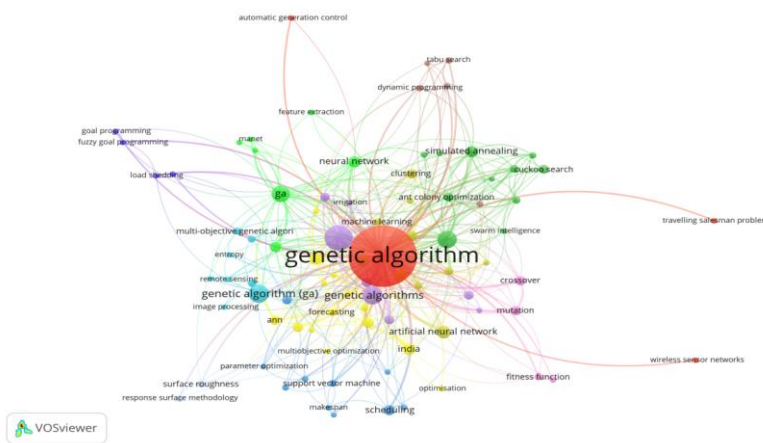 automatic generation control
tabu search
dynamic programming
feature extraction
goal programming
manet
fuzzy goal programming
simulated annealing
neural network
cuckoo search
load shedding
clustering
ga
irrigation
ant colony optimization
machine learning
travelling salesman problem
multi-objective genetic algori
swarm intelligence
entropy
genetic algorithm
remote sensing
crossover
genetic algorithm (ga)
genetic algorithms
image processing
mutation
forecasting
ann
artificial neural network
multiobjective optimization
india
wireless sensor networks
parameter optimization
fitness function
surface roughness
support vector machine
optimisation
response surface methodology
makespan
scheduling
VOSviewer